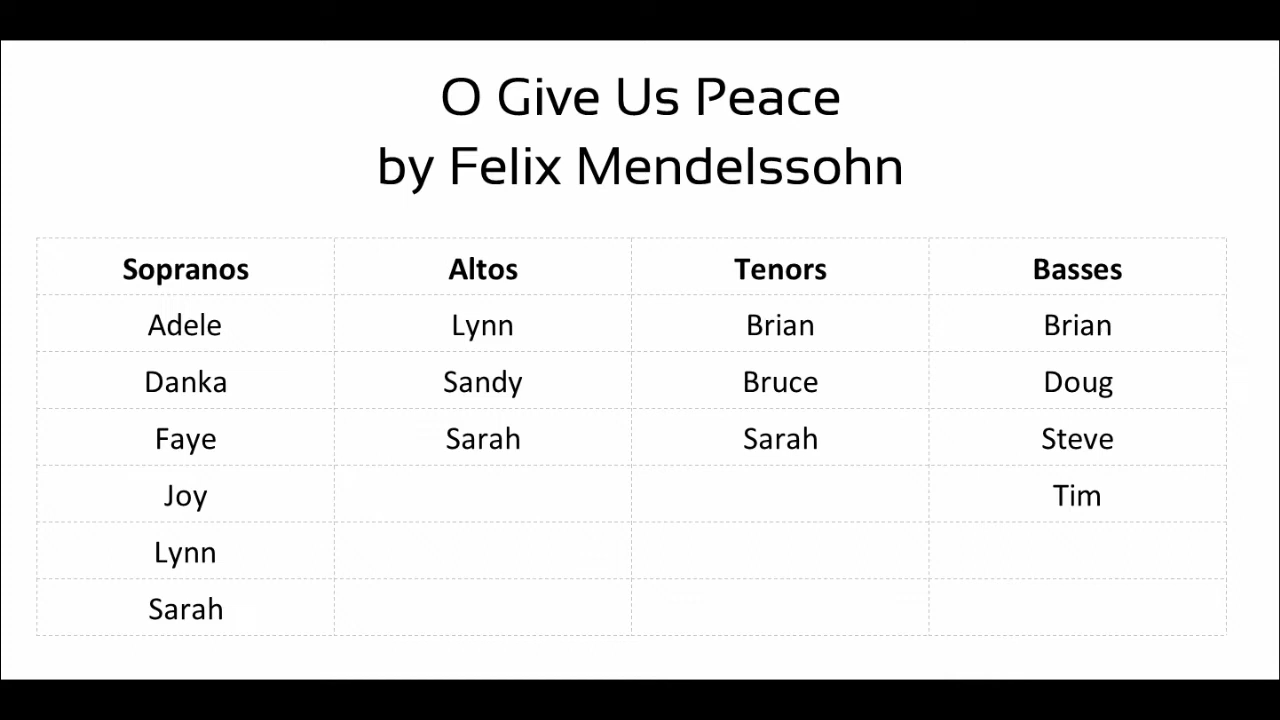 O Give Us Peace
by Felix Mendelssohn
Sopranos Altos Tenors Basses
Adele Lynn Brian Brian
Danka Sandy Bruce Doug
Faye Sarah Sarah Steve
Joy Tim
Lynn
Sarah